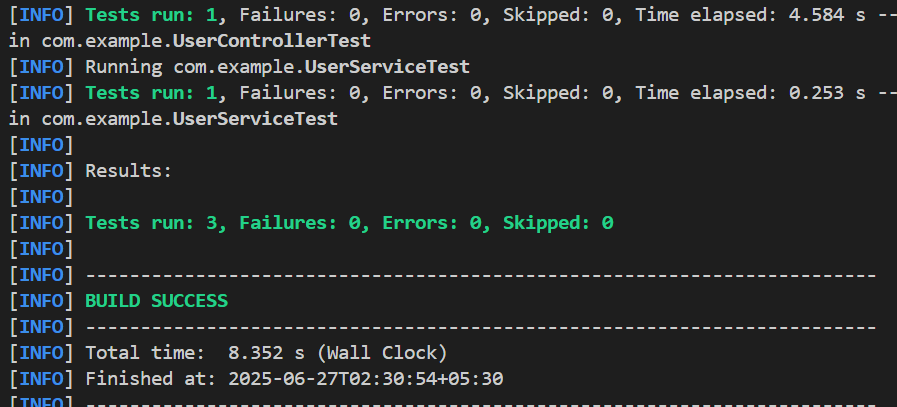 [INFO] Tests run: 1, Failures: 0, Errors: 0, Skipped: 0, Time elapsed: 4.584 s --
in com.example.UserControllerTest
[INFO] Running com.example.UserServiceTest
[INFO] Tests run: 1, Failures: 0, Errors: 0, Skipped: 0, Time elapsed: 0.253 s --
in com.example.UserServiceTest
[INFO]
[INFO] Results:
[INFO]
[INFO] Tests run: 3, Failures: 0, Errors: 0, Skipped: 0
[INFO]
[INFO] ------------------------------------------------------------------------
[INFO] BUILD SUCCESS
[INFO] ------------------------------------------------------------------------
[INFO] Total time:  8.352 s (Wall Clock)
[INFO] Finished at: 2025-06-27T02:30:54+05:30
[INFO] ------------------------------------------------------------------------